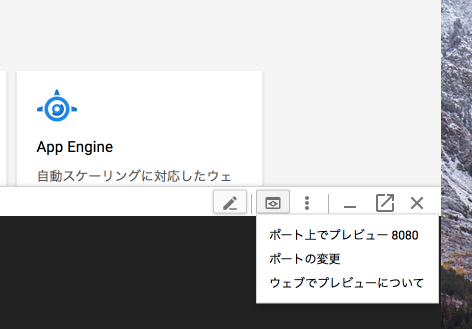 App Engine
自動スケーリングに対応したウェ
ポート上でプレビュー 8080
ポートの変更
ウェブでプレビューについて